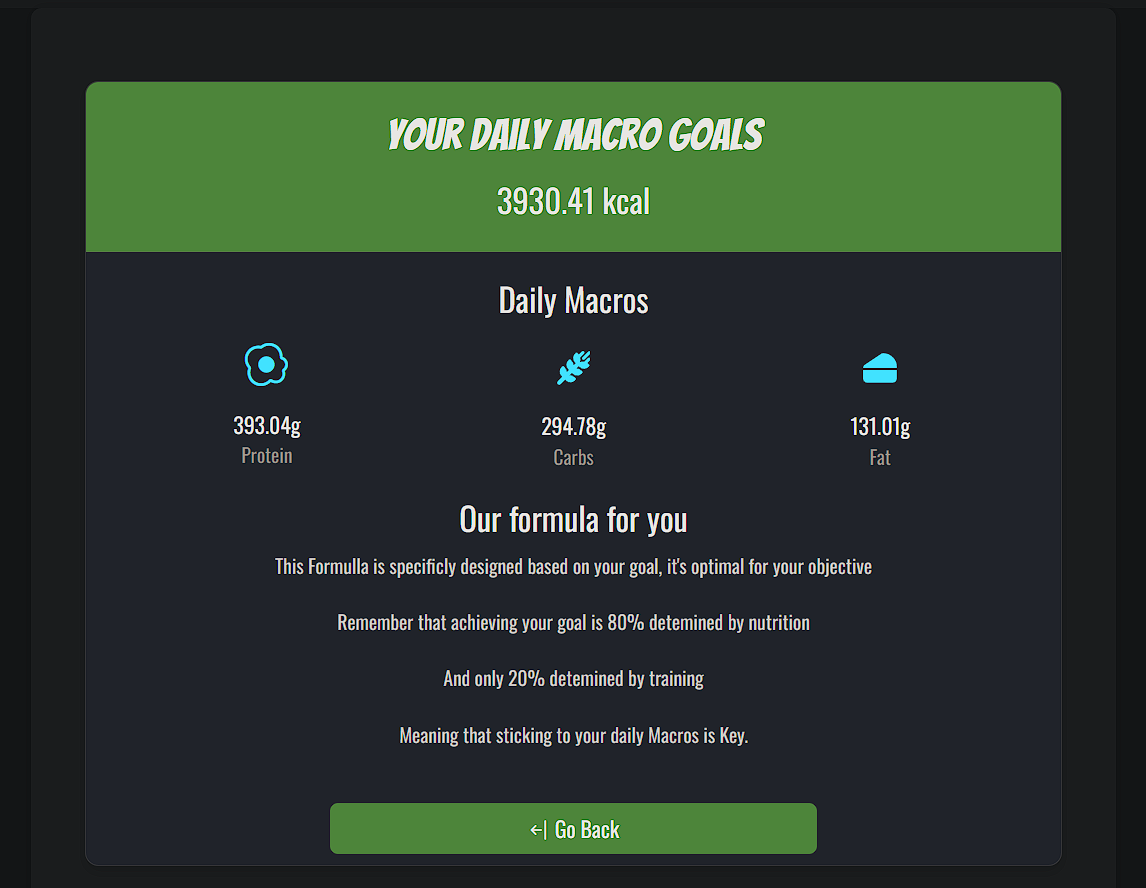 YOUR DAILY MACRO GOALS
3930.41 kcal
Daily Macros
393.04g
Protein
294.78g
Carbs
131.01g
Fat
Our formula for you
This Formulla is specificly designed based on your goal, it's optimal for your objective
Remember that achieving your goal is 80% detemined by nutrition
And only 20% detemined by training
Meaning that sticking to your daily Macros is Key.
←| Go Back